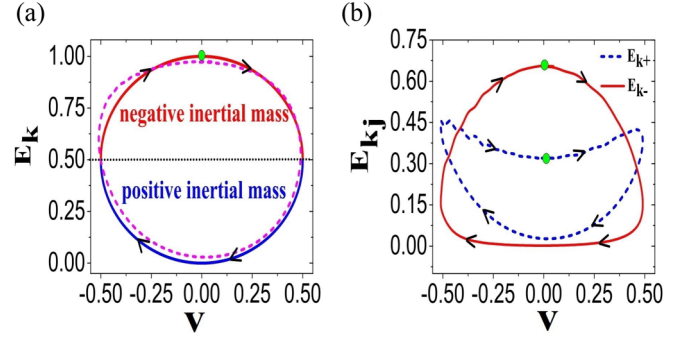 (a)
E_k
1.00
0.75
0.50
0.25
0.00
negative inertial mass
positive inertial mass
-0.50 -0.25 0.00 0.25 0.50
V
(b)
E_kj
0.75
0.60
0.45
0.30
0.15
0.00
E_k+
E_k-
-0.50 -0.25 0.00 0.25 0.50
V